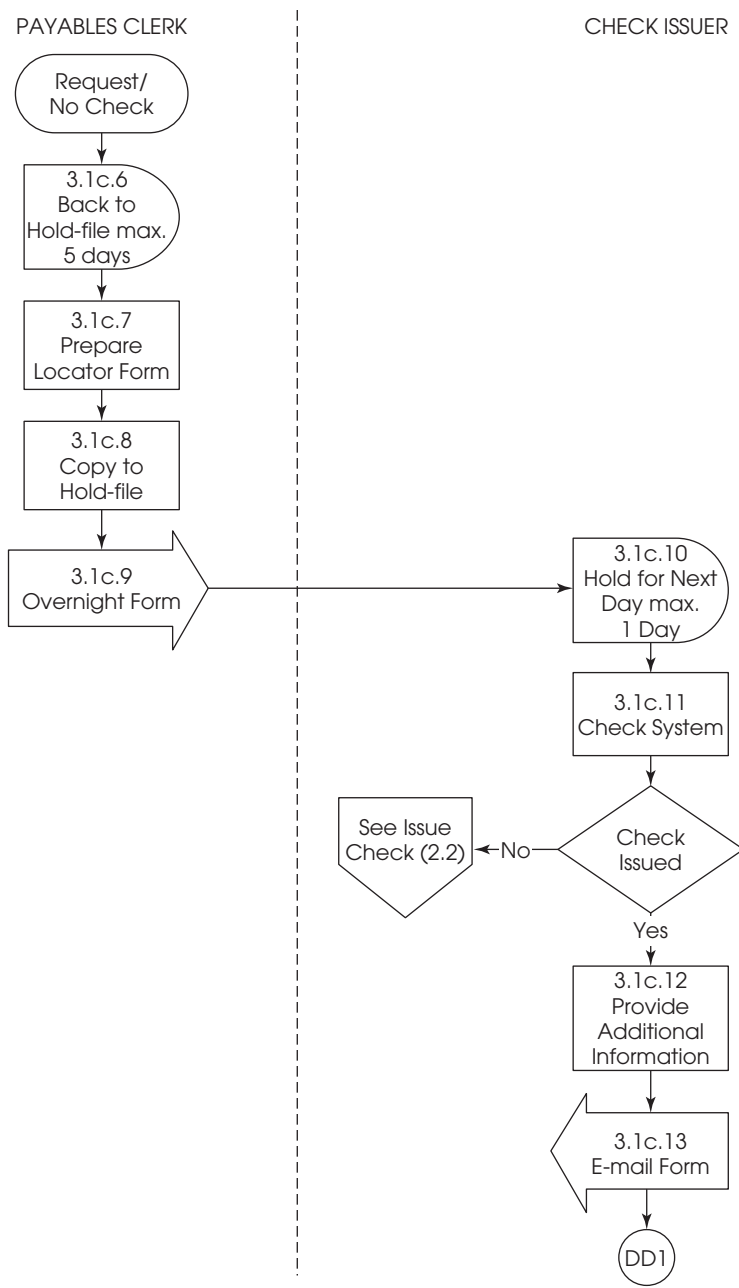 PAYABLES CLERK
CHECK ISSUER
Request/
No Check
3.1c.6
Back to
Hold-file max.
5 days
3.1c.7
Prepare
Locator Form
3.1c.8
Copy to
Hold-file
3.1c.9
Overnight Form
3.1c.10
Hold for Next
Day max.
1 Day
3.1c.11
Check System
Check
Issued
No
See Issue
Check (2.2)
Yes
3.1c.12
Provide
Additional
Information
3.1c.13
E-mail Form
DD1